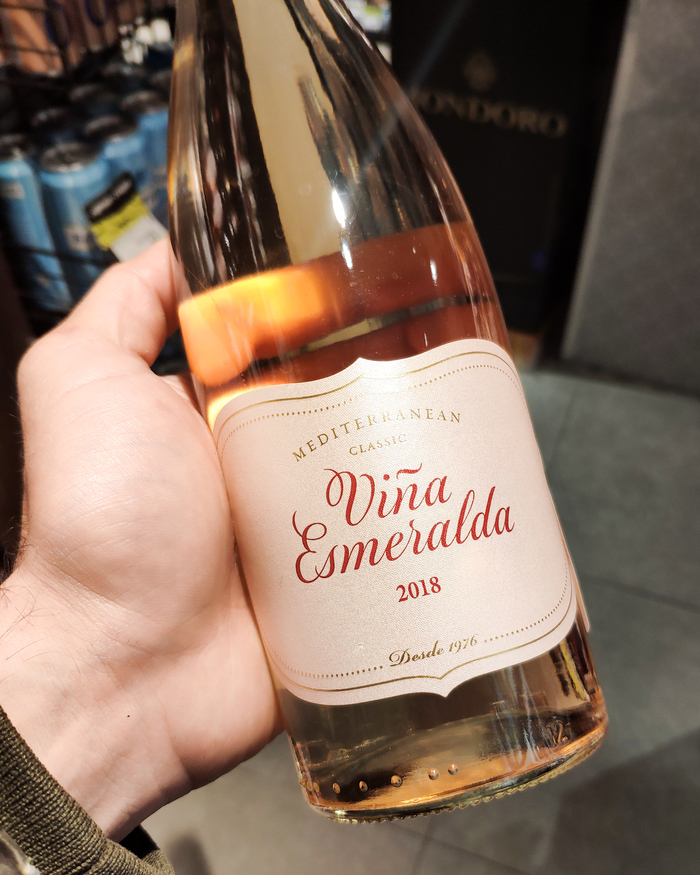 MEDITERRANEAN
CLASSIC
Viña
Esmeralda
2018
Desde 1976